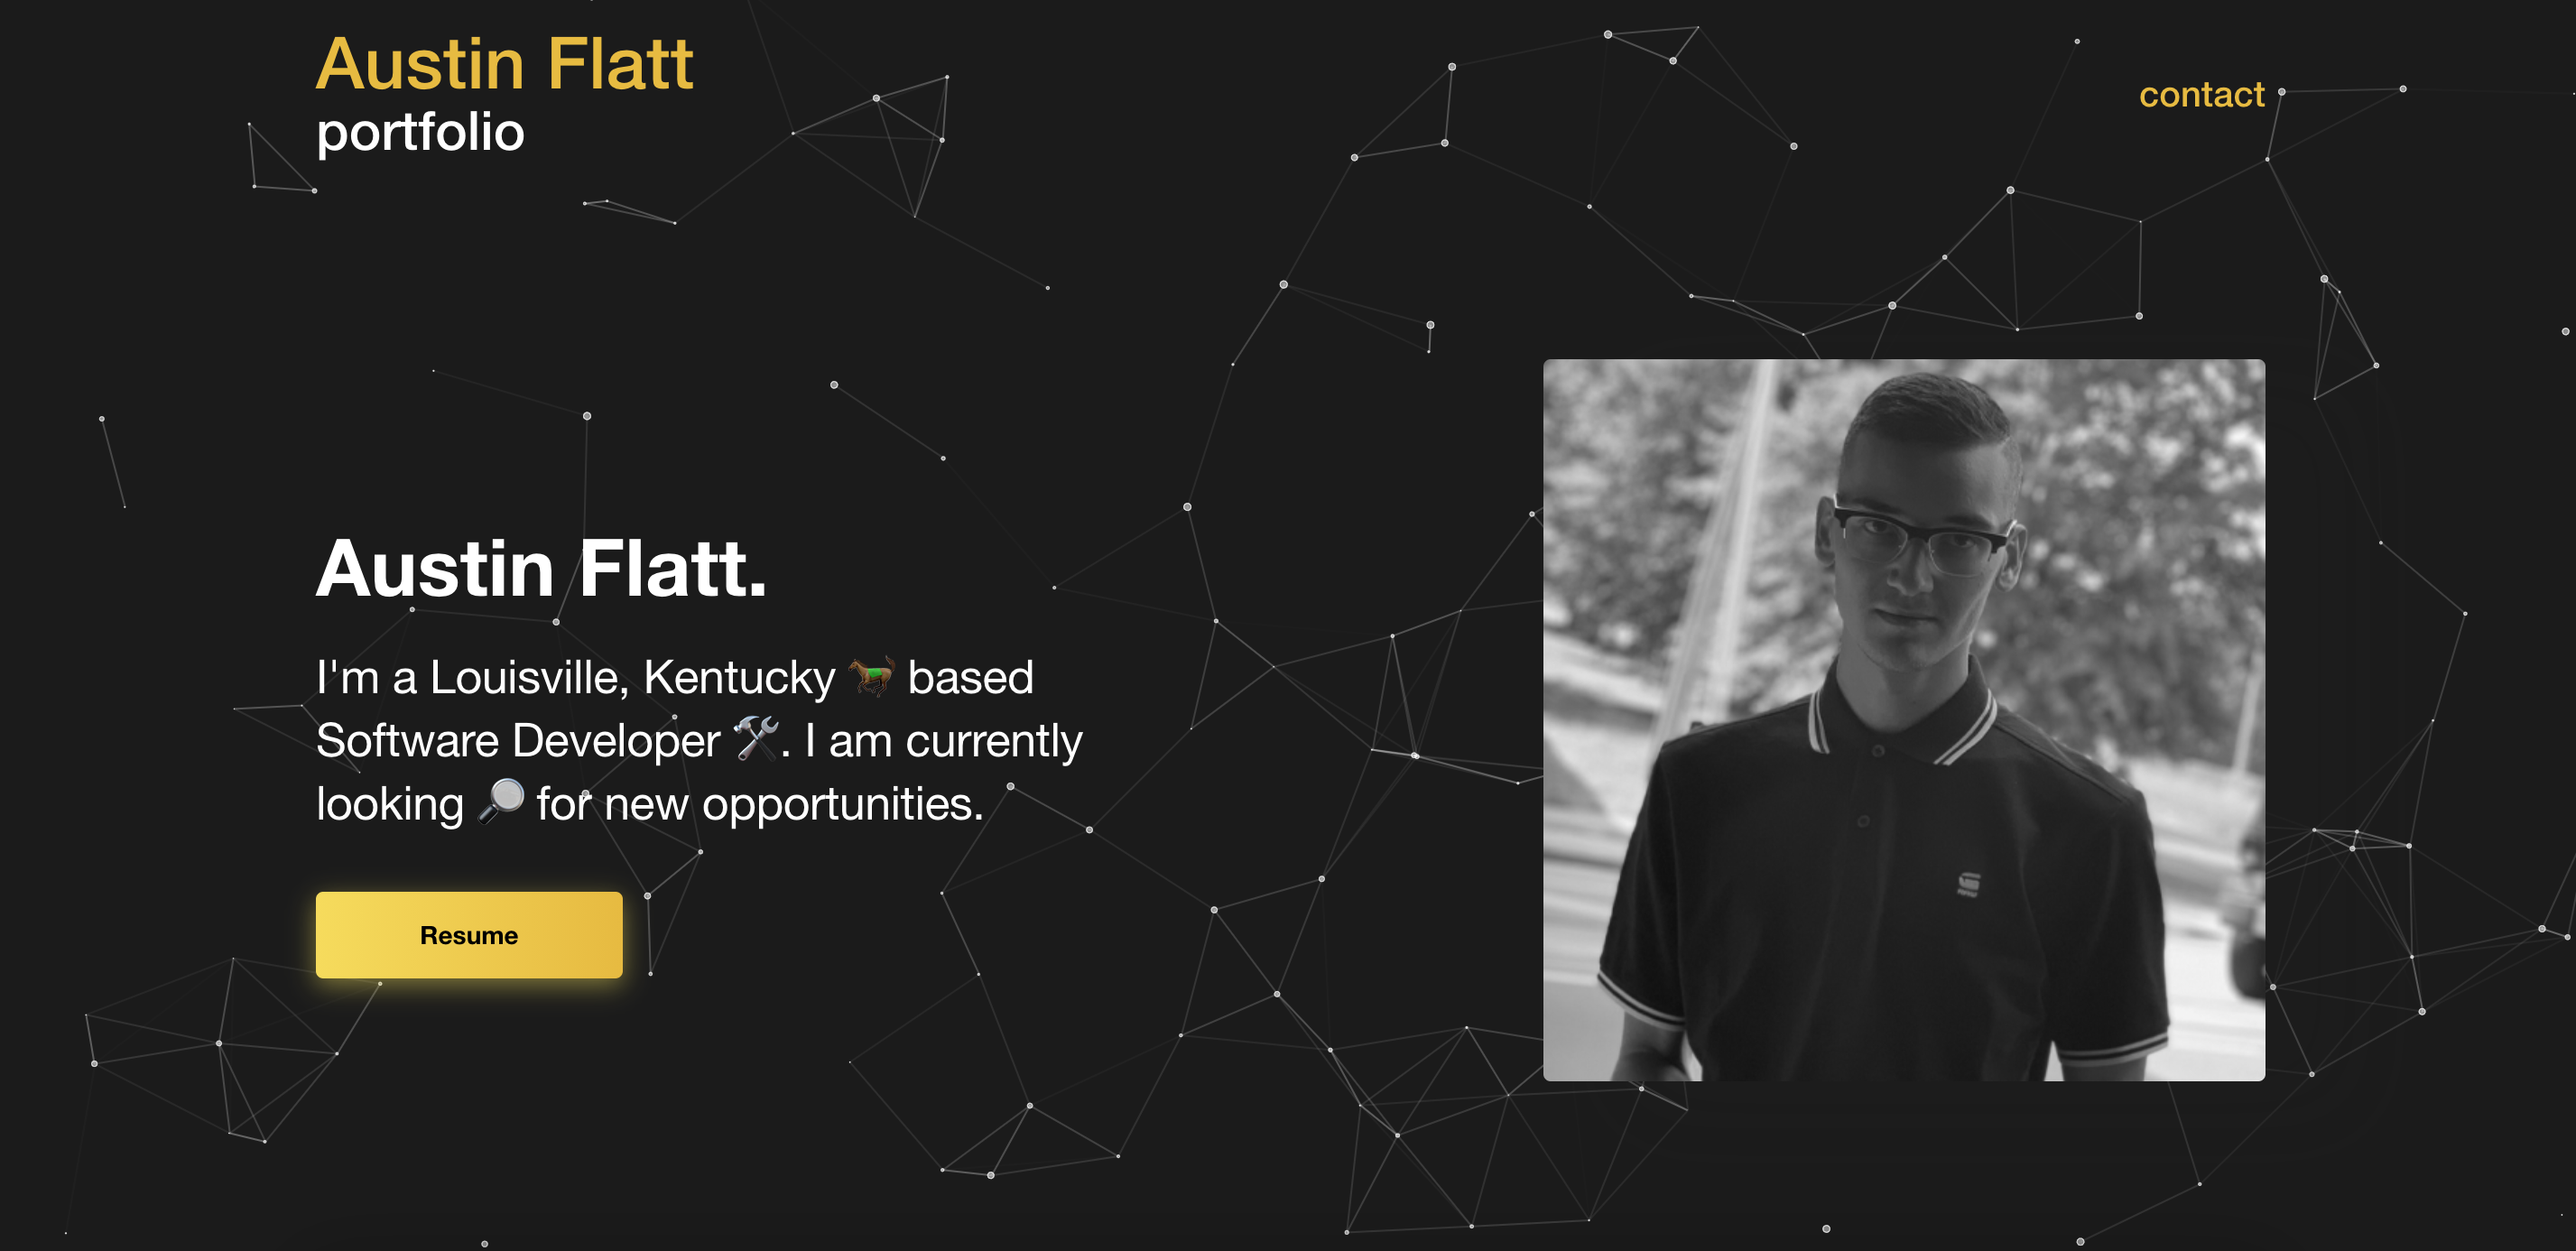 Austin Flatt
portfolio
contact
Austin Flatt.
I'm a Louisville, Kentucky 🐎 based
Software Developer 🛠️. I am currently
looking 🔎 for new opportunities.
Resume